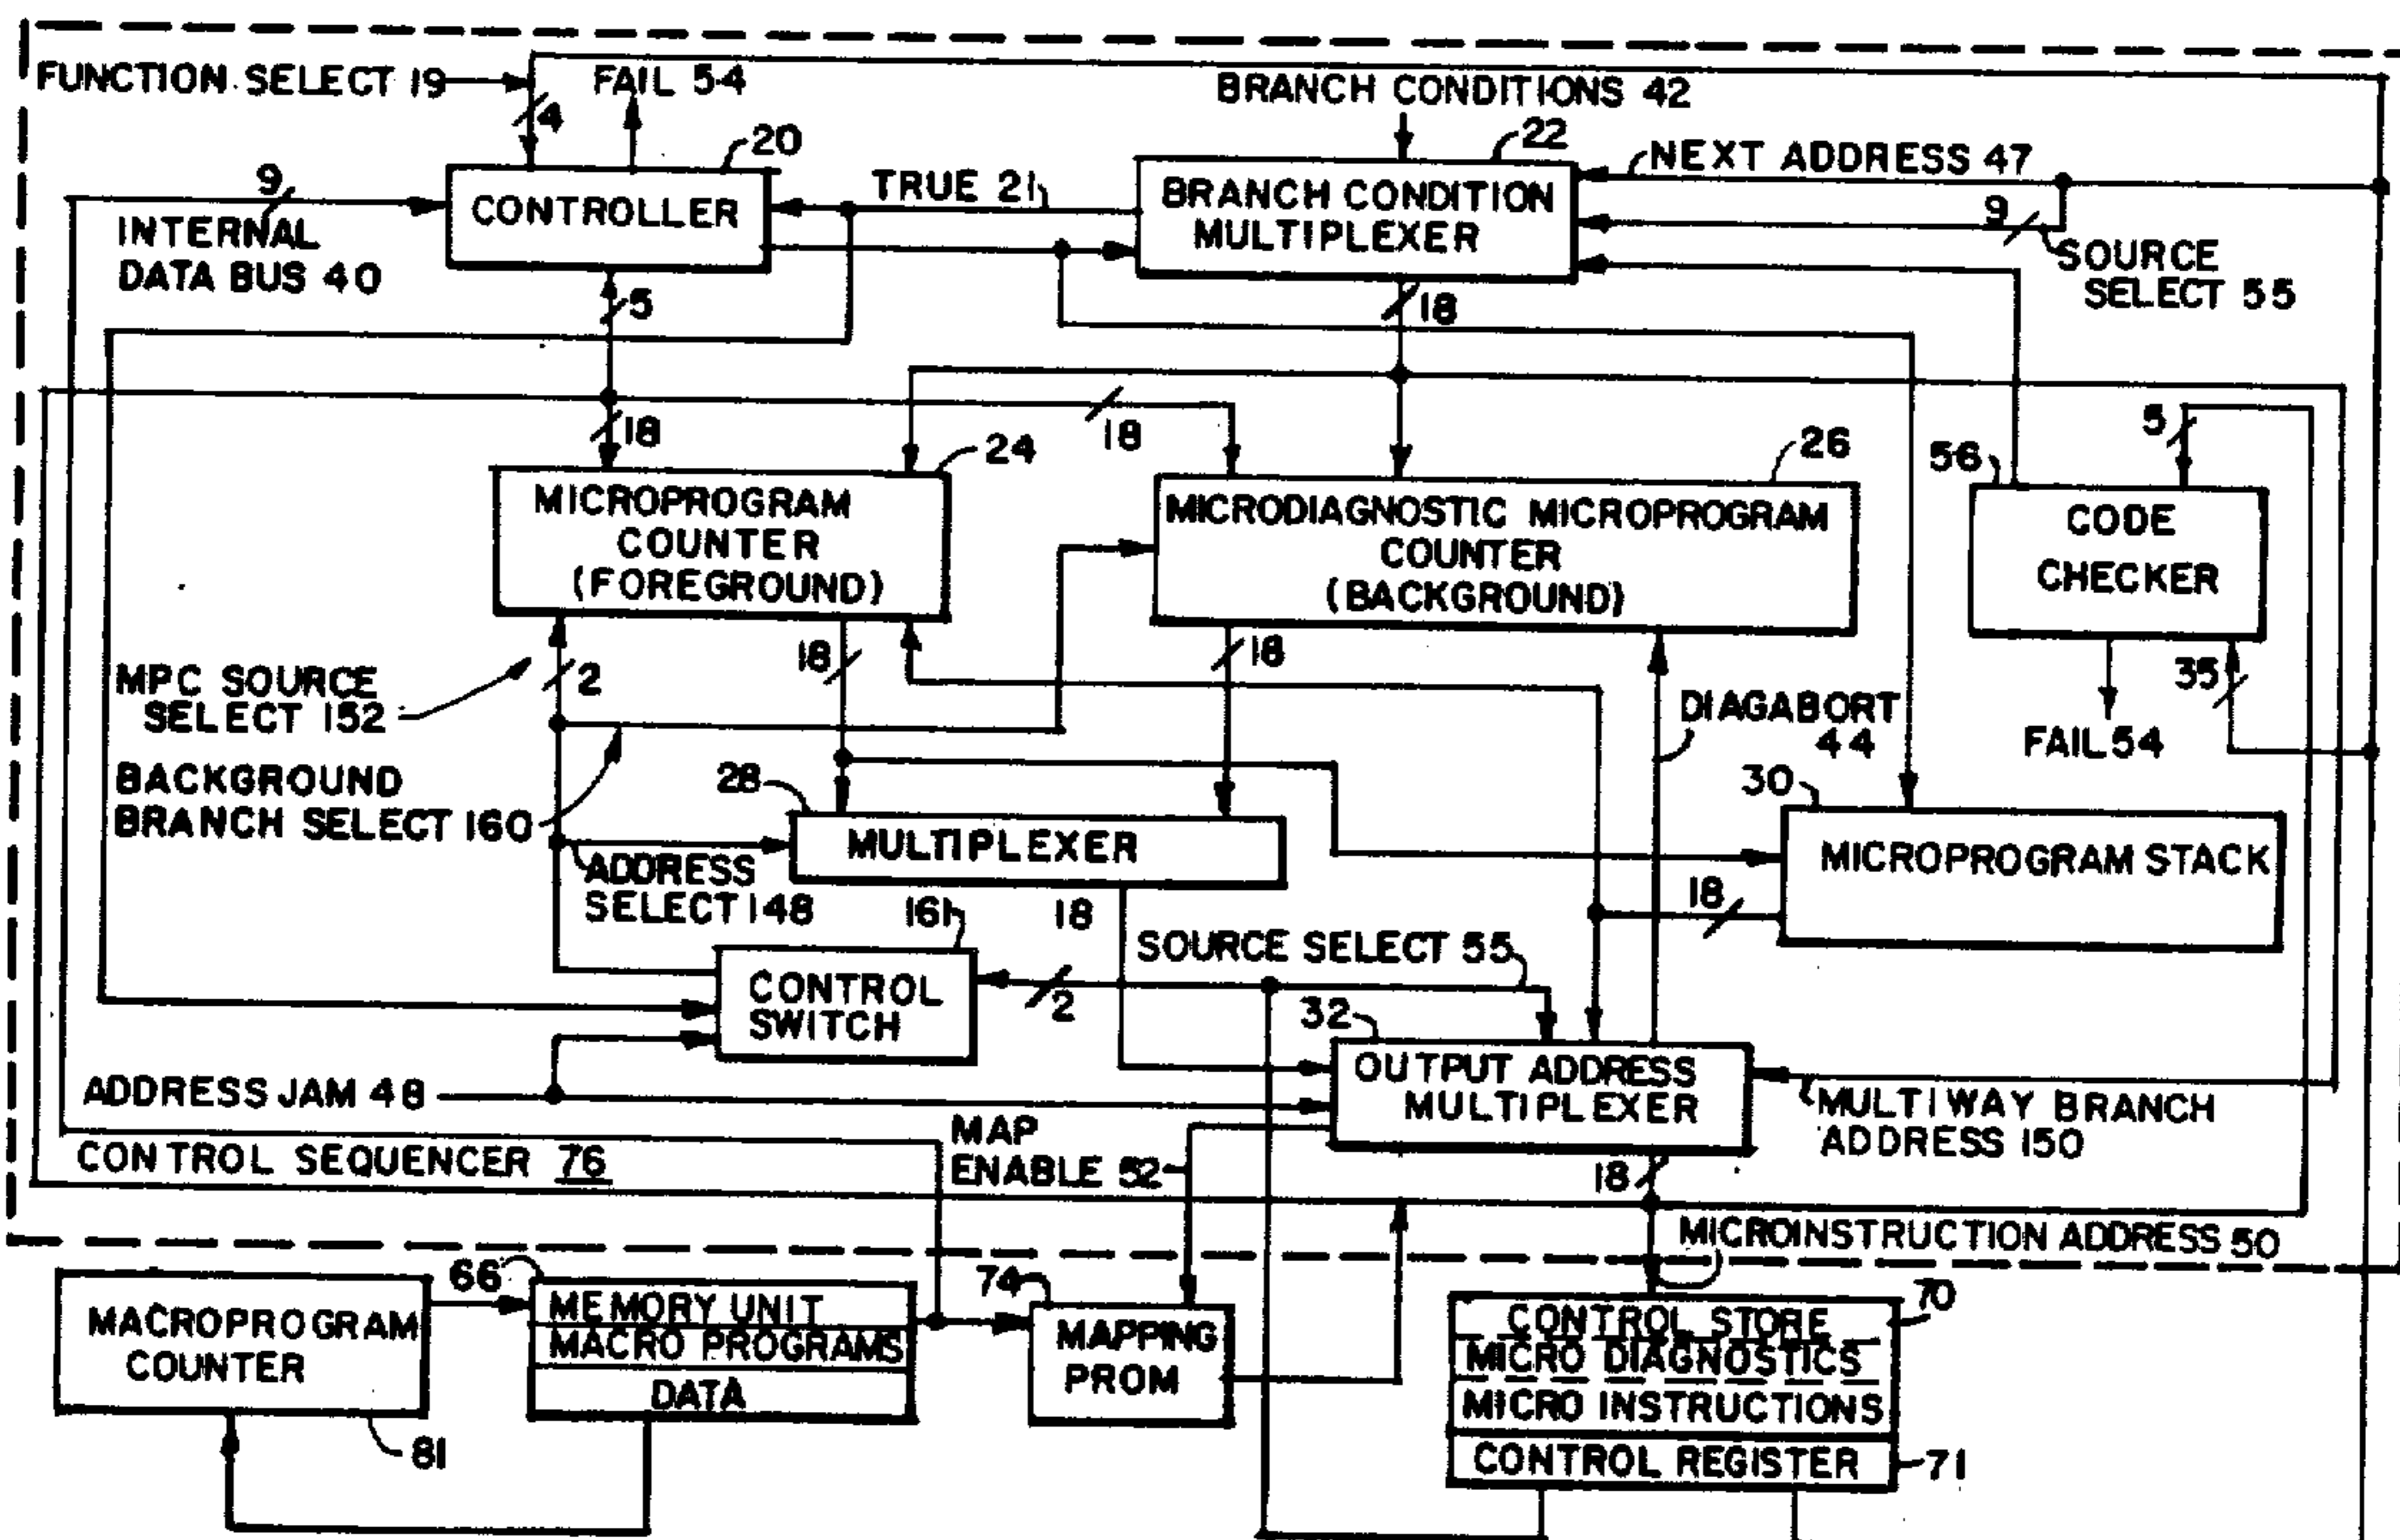 FUNCTION SELECT 19
4
FAIL 54
BRANCH CONDITIONS 42
20
22
9
INTERNAL
DATA BUS 40
CONTROLLER
TRUE 21
BRANCH CONDITION
MULTIPLEXER
NEXT ADDRESS 47
9
SOURCE
SELECT 55
5
18
18
18
24
26
56
5
MICROPROGRAM
COUNTER
(FOREGROUND)
MICRODIAGNOSTIC MICROPROGRAM
COUNTER
(BACKGROUND)
CODE
CHECKER
MPC SOURCE
SELECT 152
2
18
18
DIAGABORT
44
35
FAIL 54
BACKGROUND
BRANCH SELECT 160
28
MULTIPLEXER
30
MICROPROGRAM STACK
ADDRESS
SELECT 148
161
18
18
CONTROL
SWITCH
2
SOURCE SELECT 55
32
OUTPUT ADDRESS
MULTIPLEXER
ADDRESS JAM 48
MULTIWAY BRANCH
ADDRESS 150
CONTROL SEQUENCER 76
MAP
ENABLE 52
18
MICROINSTRUCTION ADDRESS 50
MACROPROGRAM
COUNTER
81
66
MEMORY UNIT
MACRO PROGRAMS
DATA
74
MAPPING
PROM
70
CONTROL STORE
MICRO DIAGNOSTICS
MICRO INSTRUCTIONS
CONTROL REGISTER
71